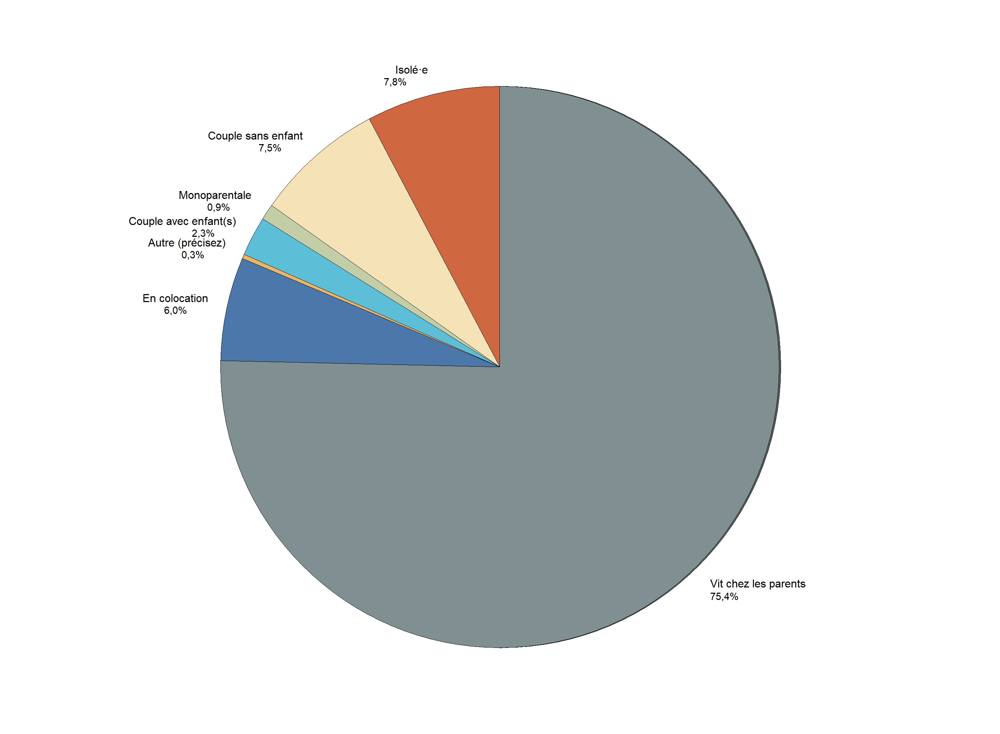 Isolé·e
7,8%
Couple sans enfant
7,5%
Monoparentale
0,9%
Couple avec enfant(s)
2,3%
Autre (précisez)
0,3%
En colocation
6,0%
Vit chez les parents
75,4%